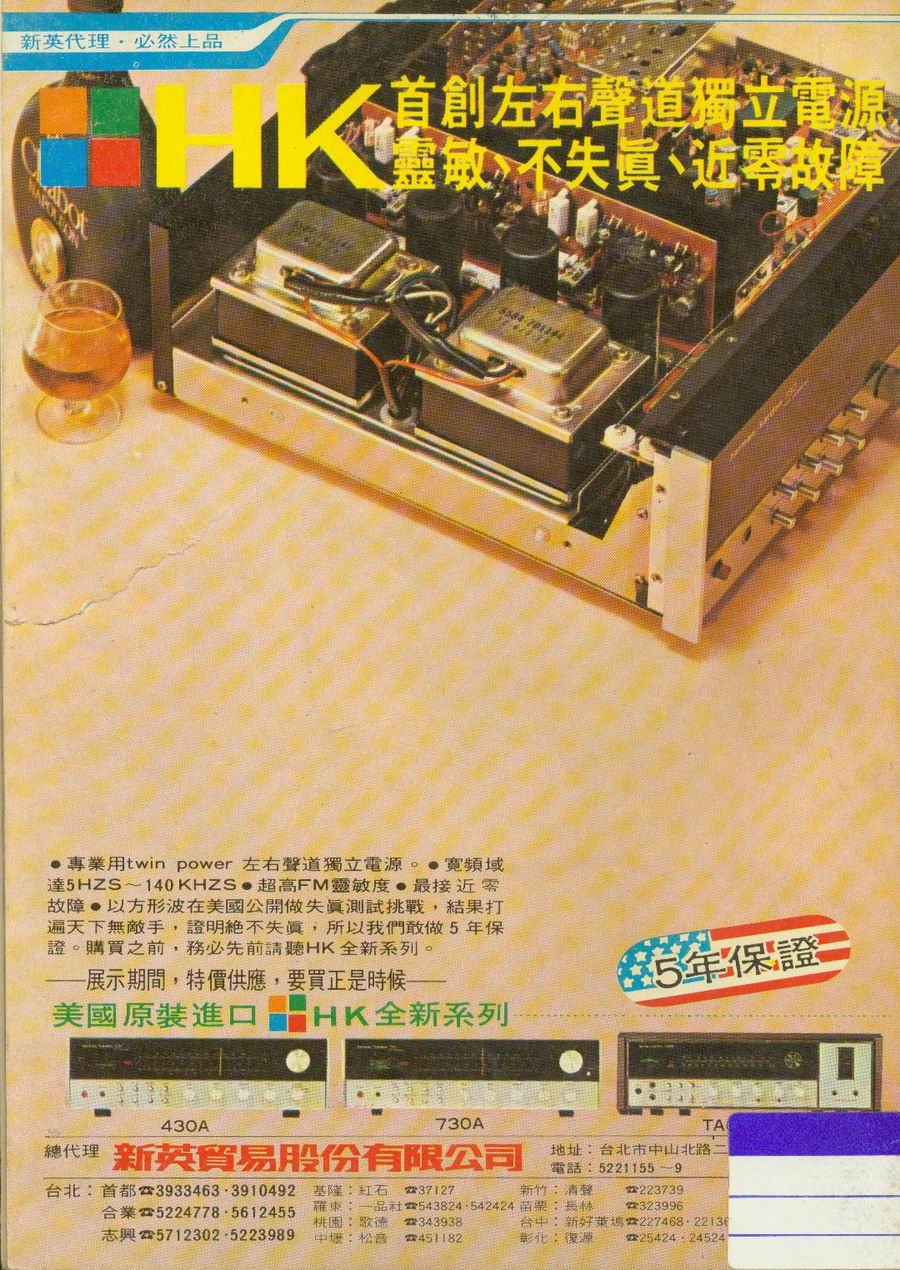 新英代理・必然上品
HK 首創左右聲道獨立電源
靈敏、不失眞、近零故障
●專業用twin power 左右聲道獨立電源。●寬頻域
達5HZS～140KHZS●超高FM靈敏度●最接近零
故障●以方形波在美國公開做失眞測試挑戰，結果打
遍天下無敵手，證明絕不失眞，所以我們敢做5年保
證。購買之前，務必先前請聽HK全新系列。
——展示期間，特價供應，要買正是時候——
5年保證
美國原裝進口 HK全新系列
430A 730A
總代理 新英貿易股份有限公司
地址：台北市中山北路二
電話：5221155～9
台北：首都☎3933463・3910492 基隆：紅石 ☎37127 新竹：清聲 ☎223739
合業☎5224778・5612455 羅東：一品社☎543824・542424 苗栗：長林 ☎323996
志興☎5712302・5223989 桃園：歌德 ☎343938 台中：新好萊塢☎227468・22136
中壢：松音 ☎451182 彰化：復源 ☎25424・24524